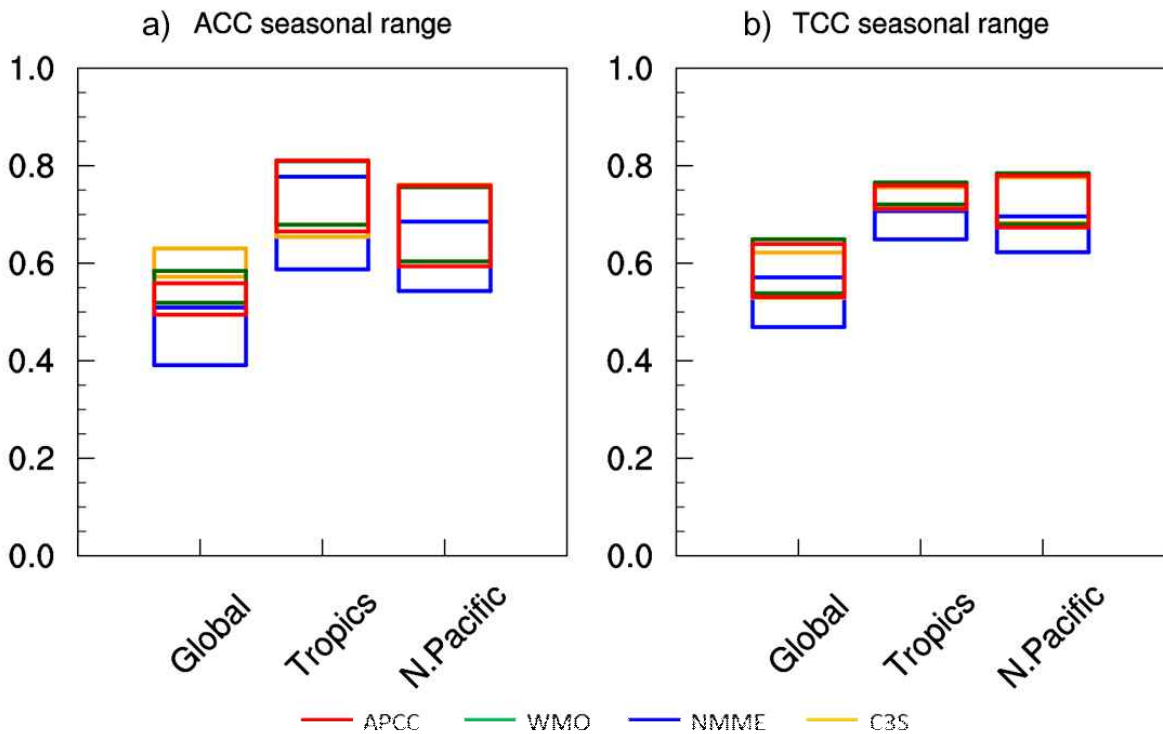 a) ACC seasonal range
1.0
0.8
0.6
0.4
0.2
0.0
Global
Tropics
N.Pacific
b) TCC seasonal range
1.0
0.8
0.6
0.4
0.2
0.0
Global
Tropics
N.Pacific
APCC WMO NMME C3S